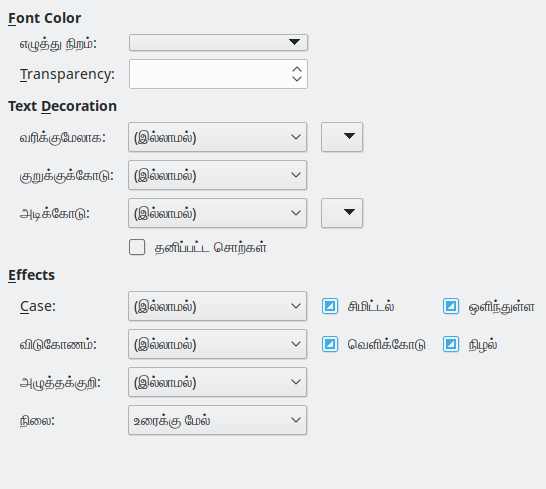 Font Color
எழுத்து நிறம்:
Transparency:
Text Decoration
வரிக்குமேலாக: (இல்லாமல்)
குறுக்குக்கோடு: (இல்லாமல்)
அடிக்கோடு: (இல்லாமல்)
தனிப்பட்ட சொற்கள்
Effects
Case: (இல்லாமல்) சிமிட்டல் ஒளிந்துள்ள
விடுகோணம்: (இல்லாமல்) வெளிக்கோடு நிழல்
அழுத்தக்குறி: (இல்லாமல்)
நிலை: உரைக்கு மேல்